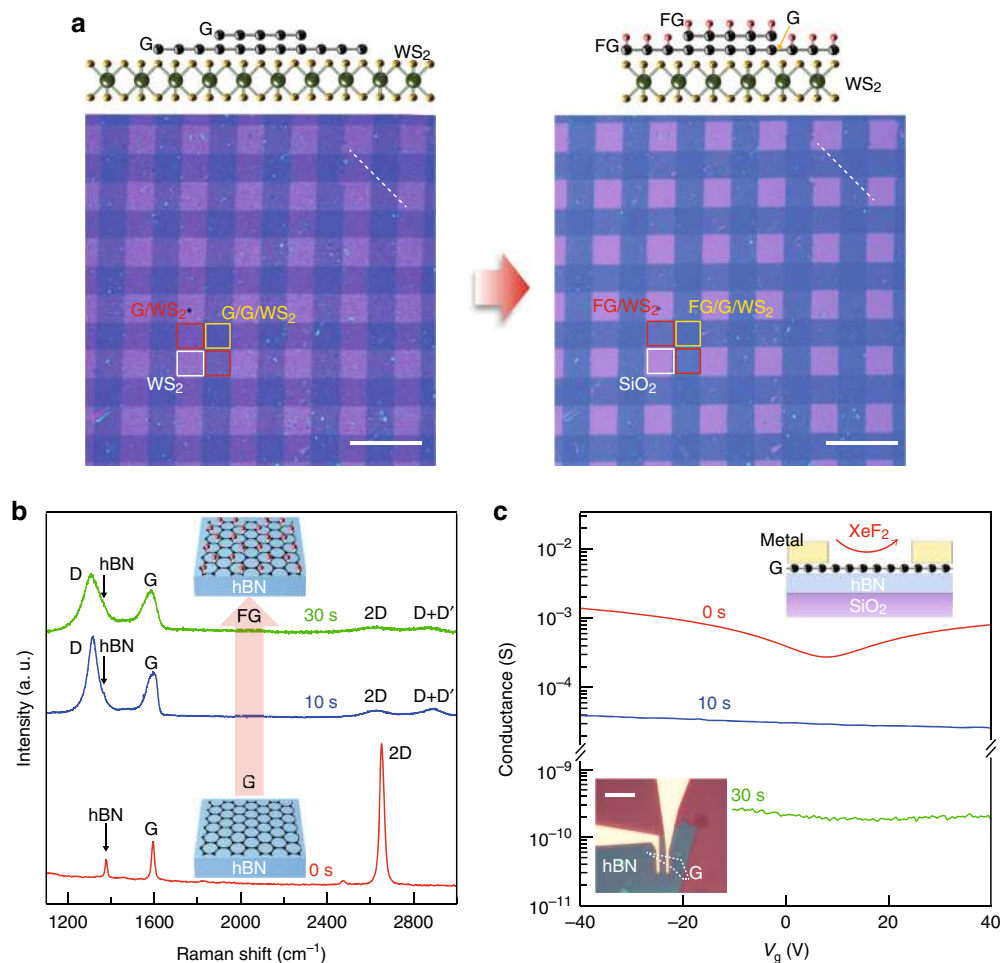 a
G
G
WS₂
FG
G
FG
WS₂
G/WS₂
G/G/WS₂
WS₂
FG/WS₂
FG/G/WS₂
SiO₂
b
D
hBN
G
hBN
FG
30 s
2D
D+D′
D
hBN
G
10 s
2D
D+D′
2D
G
hBN
G
hBN
0 s
Intensity (a. u.)
1100 1600 2000 2400 2800
Raman shift (cm⁻¹)
c
XeF₂
Metal
G
hBN
SiO₂
0 s
10 s
30 s
hBN
G
Conductance (S)
10⁻²
10⁻³
10⁻⁴
10⁻⁹
10⁻¹⁰
10⁻¹¹
−40 −20 0 20 40
V_g (V)